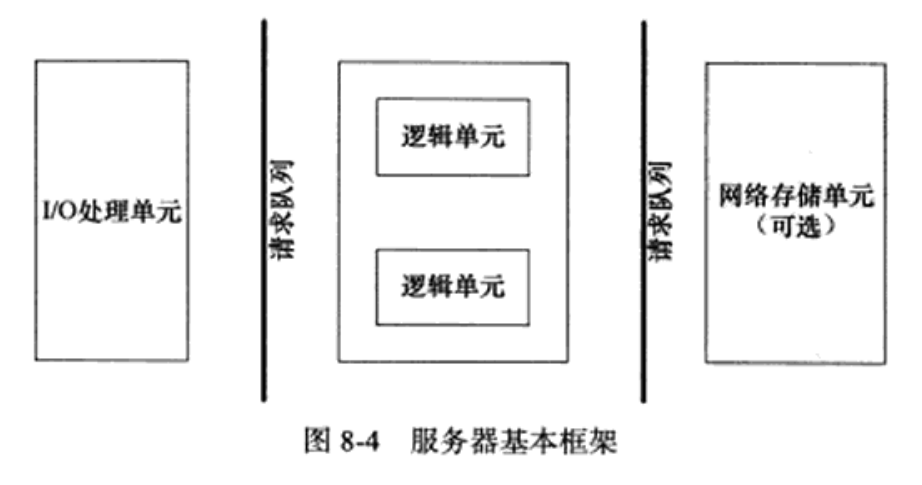 I/O处理单元
请求队列
逻辑单元
逻辑单元
请求队列
网络存储单元
（可选）
图 8-4 服务器基本框架